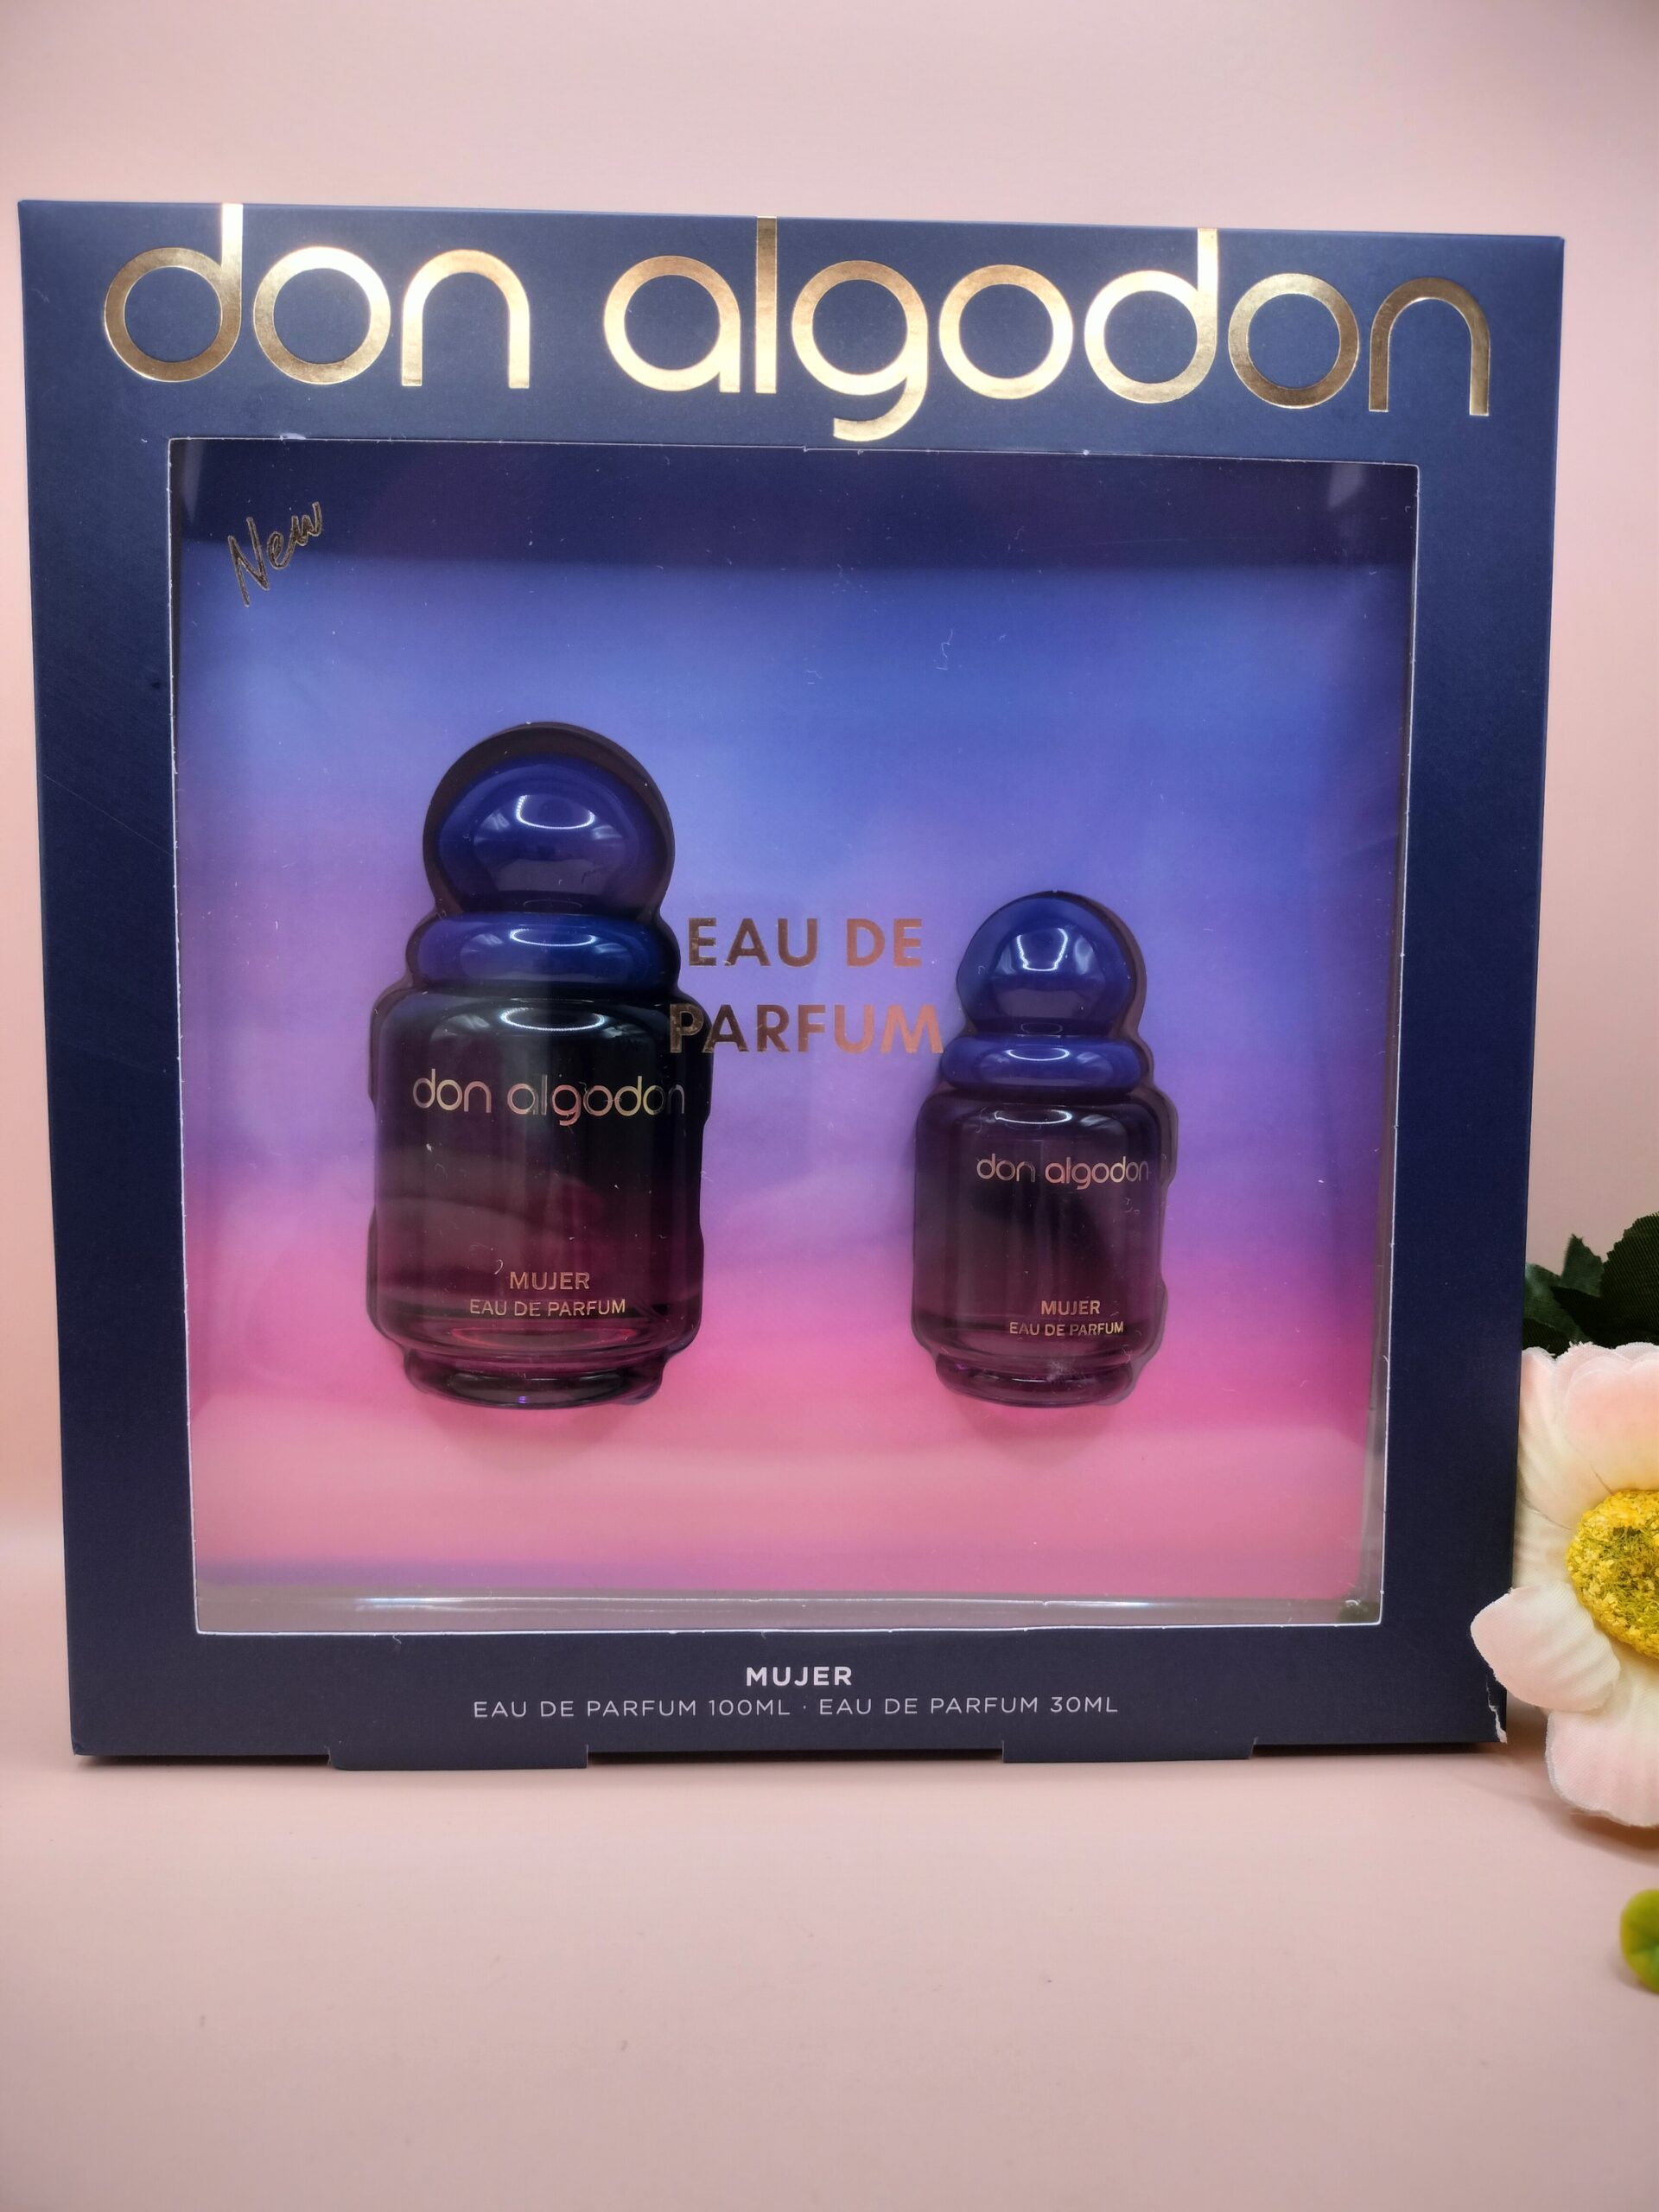 don algodon
New
EAU DE
PARFUM
don algodon
MUJER
EAU DE PARFUM
don algodon
MUJER
EAU DE PARFUM
MUJER
EAU DE PARFUM 100ML · EAU DE PARFUM 30ML